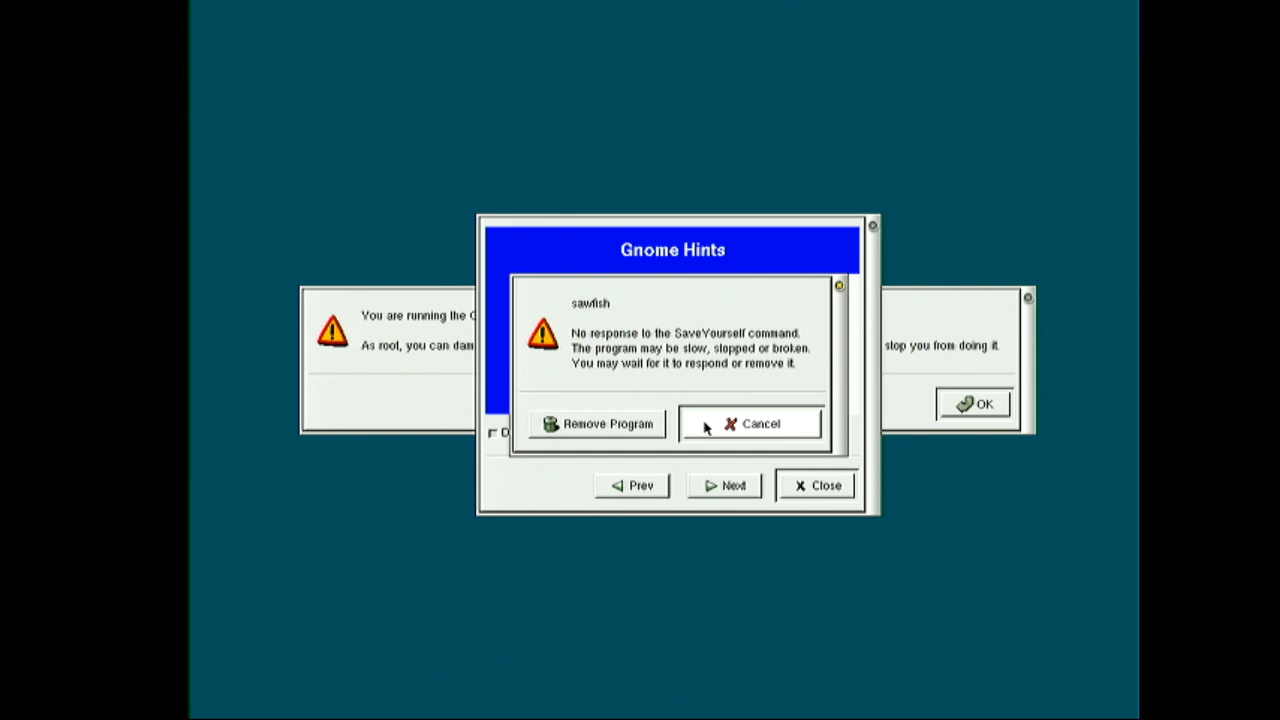 Gnome Hints
sawfish
No response to the SaveYourself command.
The program may be slow, stopped or broken.
You may wait for it to respond or remove it.
Remove Program
Cancel
You are running the
As root, you can
stop you from doing it.
OK
Prev
Next
Close